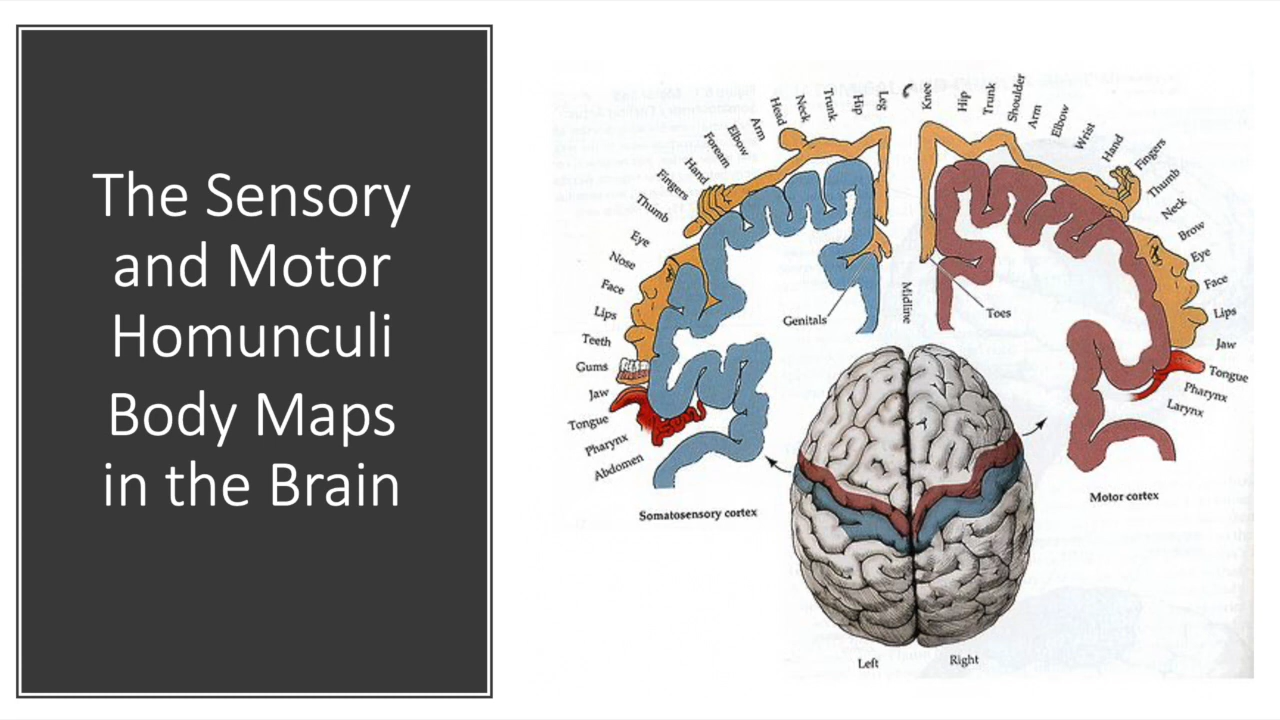 The Sensory
and Motor
Homunculi
Body Maps
in the Brain
Leg
Hip
Trunk
Neck
Head
Arm
Elbow
Foream
Hand
Fingers
Thumb
Eye
Nose
Face
Lips
Teeth
Gums
Jaw
Tongue
Pharynx
Abdomen
Genitals
Somatosensory cortex
Midline
Knee
Hip
Trunk
Shoulder
Arm
Elbow
Wrist
Hand
Fingers
Thumb
Neck
Brow
Eye
Face
Lips
Jaw
Tongue
Pharynx
Larynx
Toes
Motor cortex
Left
Right